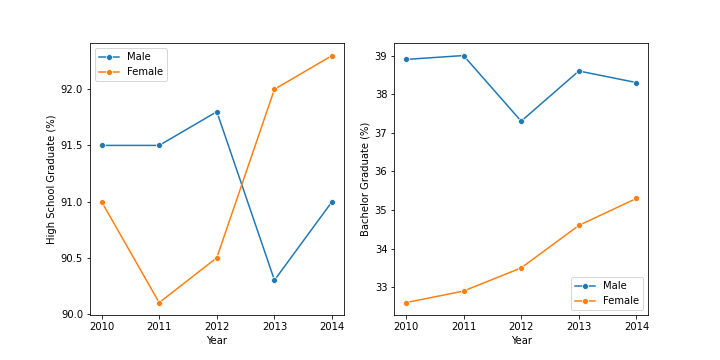 Male
Female
High School Graduate (%)
92.0
91.5
91.0
90.5
90.0
2010 2011 2012 2013 2014
Year
Bachelor Graduate (%)
39
38
37
36
35
34
33
Male
Female
2010 2011 2012 2013 2014
Year